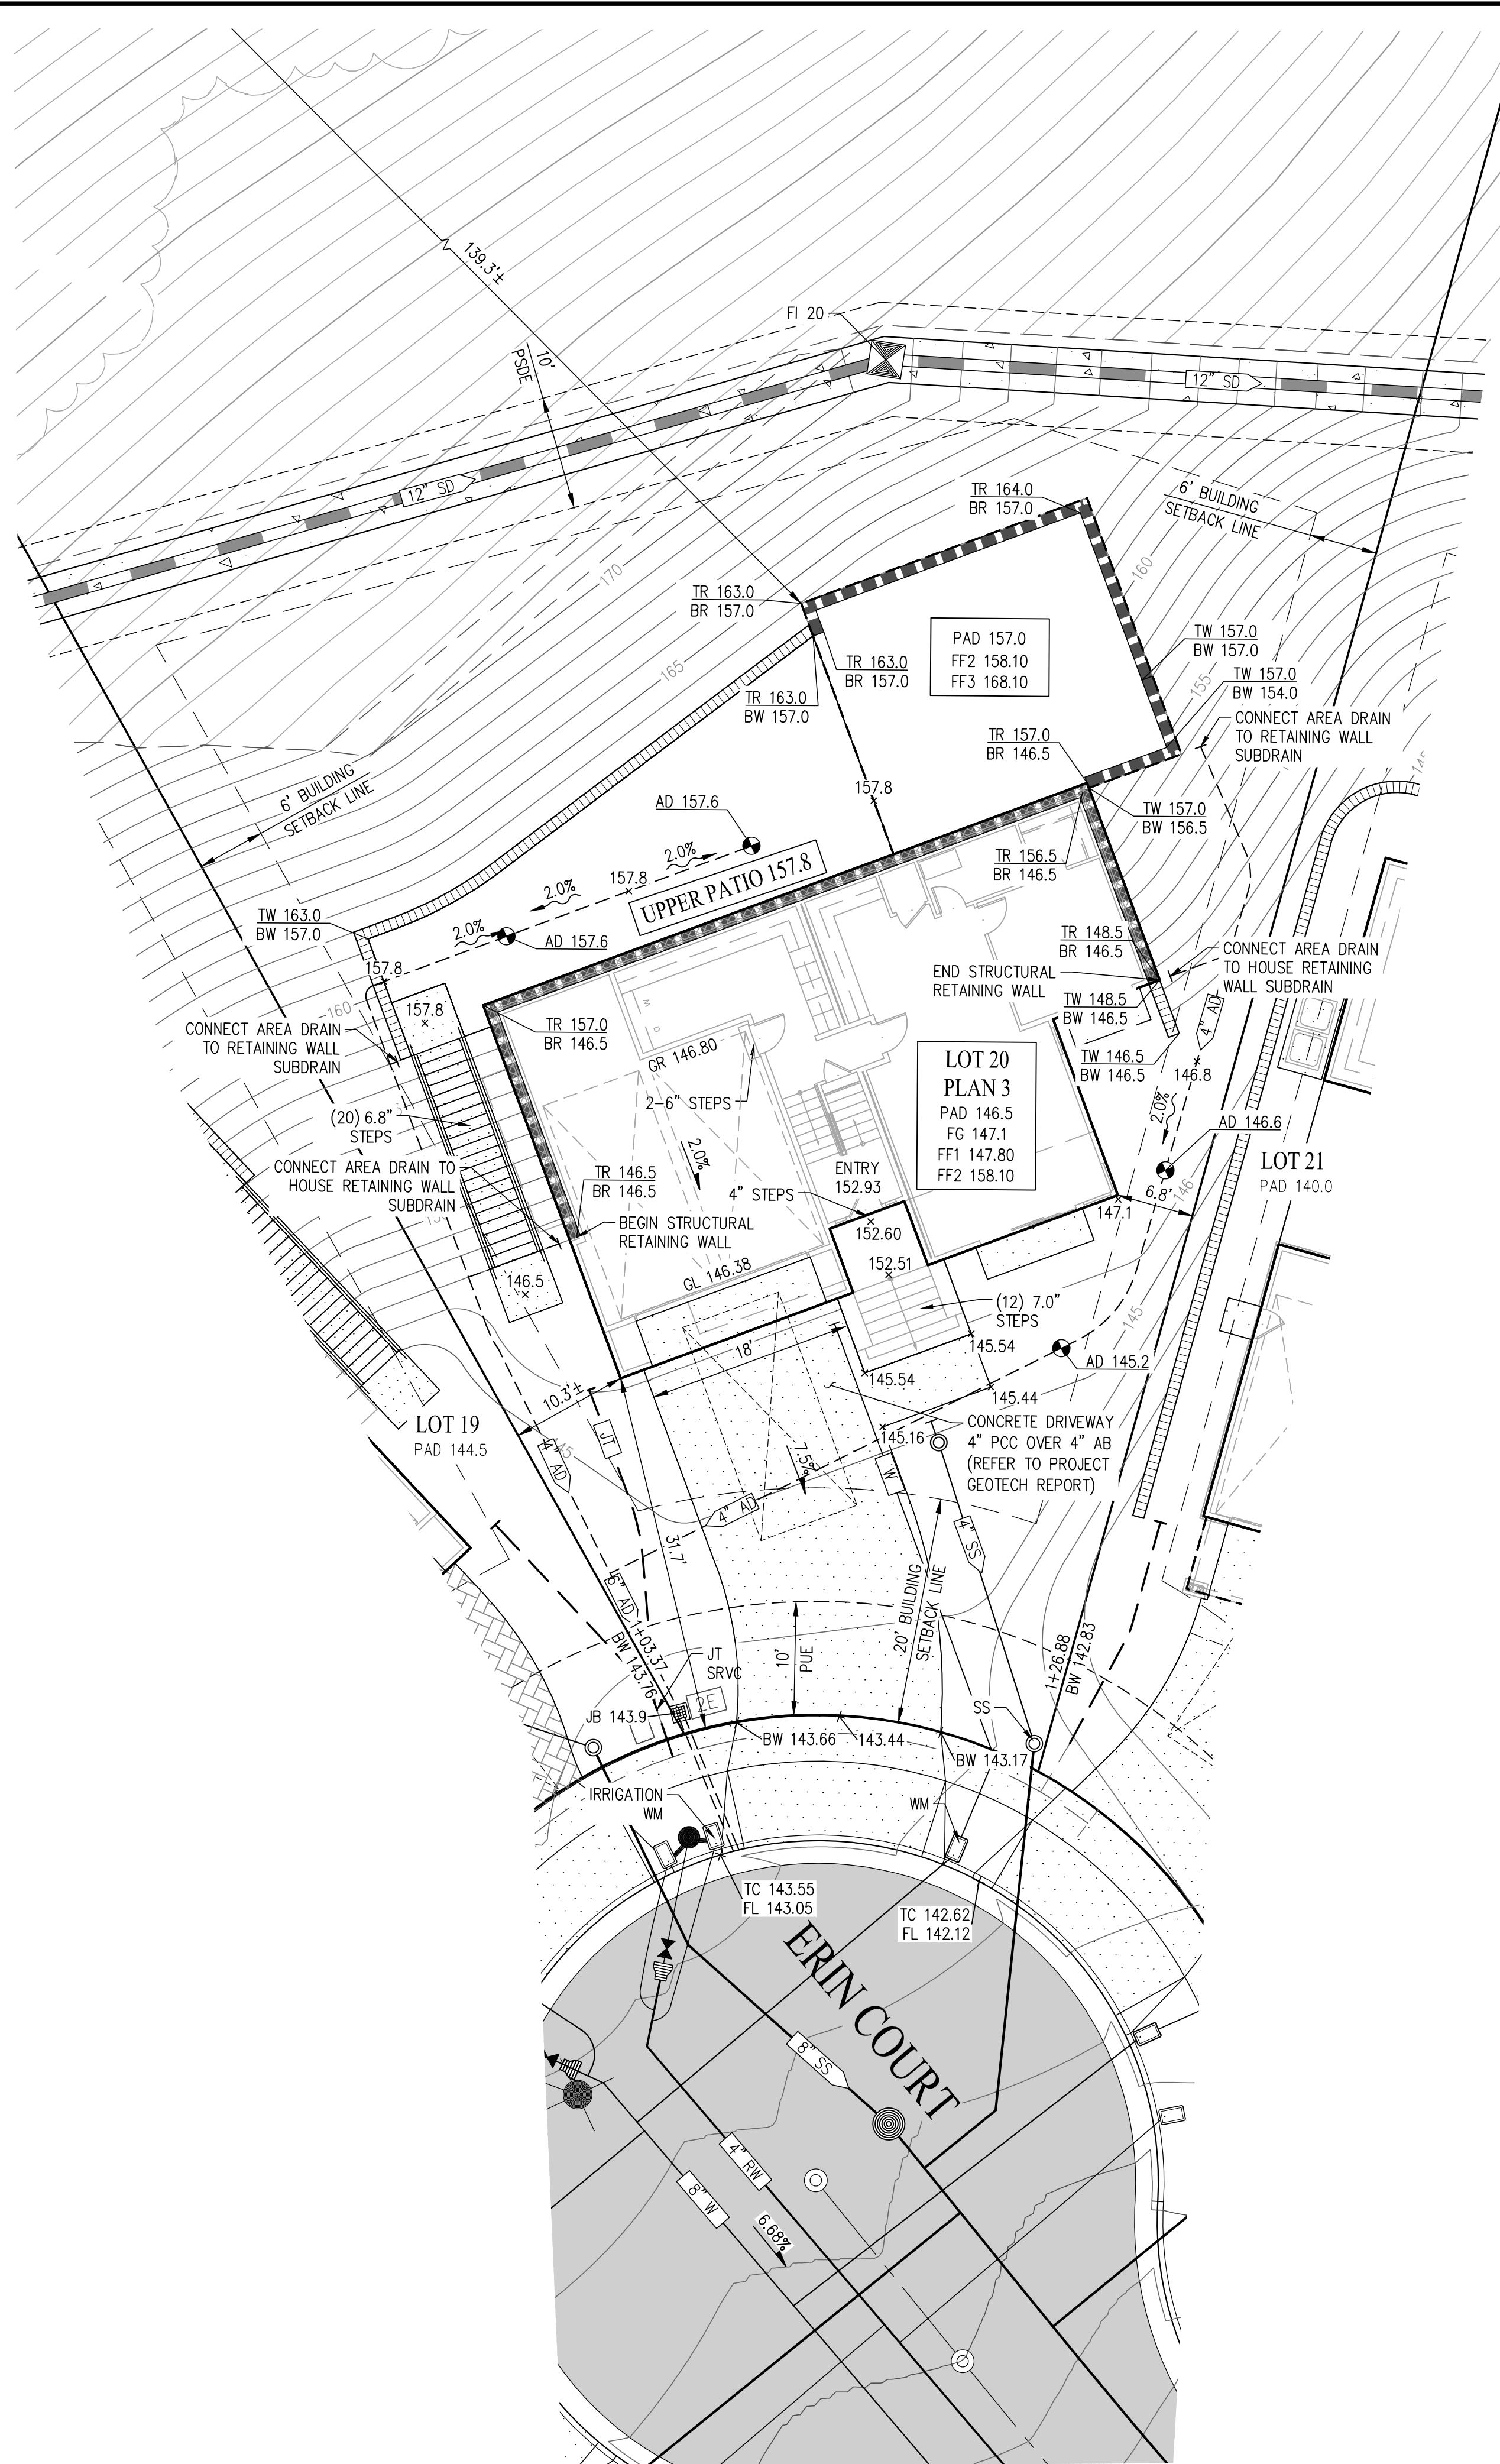 139.3'±
FI 20
10'
PSDE
12" SD
12" SD
TR 164.0
BR 157.0
6' BUILDING
SETBACK LINE
170
160
TR 163.0
BR 157.0
PAD 157.0
FF2 158.10
FF3 168.10
TW 157.0
BW 157.0
TR 163.0
BR 157.0
165
TW 157.0
BW 154.0
155
TR 163.0
BW 157.0
CONNECT AREA DRAIN
TO RETAINING WALL
SUBDRAIN
TR 157.0
BR 146.5
6' BUILDING
SETBACK LINE
157.8
AD 157.6
TW 157.0
BW 156.5
2.0%
TR 156.5
BR 146.5
157.8
2.0%
UPPER PATIO 157.8
TW 163.0
BW 157.0
2.0%
AD 157.6
TR 148.5
BR 146.5
CONNECT AREA DRAIN
TO HOUSE RETAINING
WALL SUBDRAIN
END STRUCTURAL
RETAINING WALL
157.8
TW 148.5
BW 146.5
160
157.8
4" AD
CONNECT AREA DRAIN
TO RETAINING WALL
SUBDRAIN
TR 157.0
BR 146.5
GR 146.80
LOT 20
PLAN 3
PAD 146.5
FG 147.1
FF1 147.80
FF2 158.10
TW 146.5
BW 146.5
146.8
2-6" STEPS
2.0%
(20) 6.8"
STEPS
AD 146.6
2.0%
CONNECT AREA DRAIN TO
HOUSE RETAINING WALL
SUBDRAIN
ENTRY
152.93
LOT 21
PAD 140.0
TR 146.5
BR 146.5
4" STEPS
6.8'
146
147.1
BEGIN STRUCTURAL
RETAINING WALL
152.60
152.51
146.5
GL 146.38
(12) 7.0"
STEPS
145
18'
145.54
AD 145.2
145.54
10.3'±
145.44
LOT 19
PAD 144.5
JT
145.16
CONCRETE DRIVEWAY
4" PCC OVER 4" AB
(REFER TO PROJECT
GEOTECH REPORT)
4" AD
7.5%
W
4" AD
4" SS
31.7'
6" AD
1+03.37
BW 143.76
20' BUILDING
SETBACK LINE
10'
PUE
1+26.88
BW 142.83
JT
SRVC
2E
JB 143.9
SS
BW 143.66
143.44
BW 143.17
IRRIGATION
WM
WM
TC 143.55
FL 143.05
TC 142.62
FL 142.12
ERIN COURT
8" SS
4" RW
8" W
6.68%